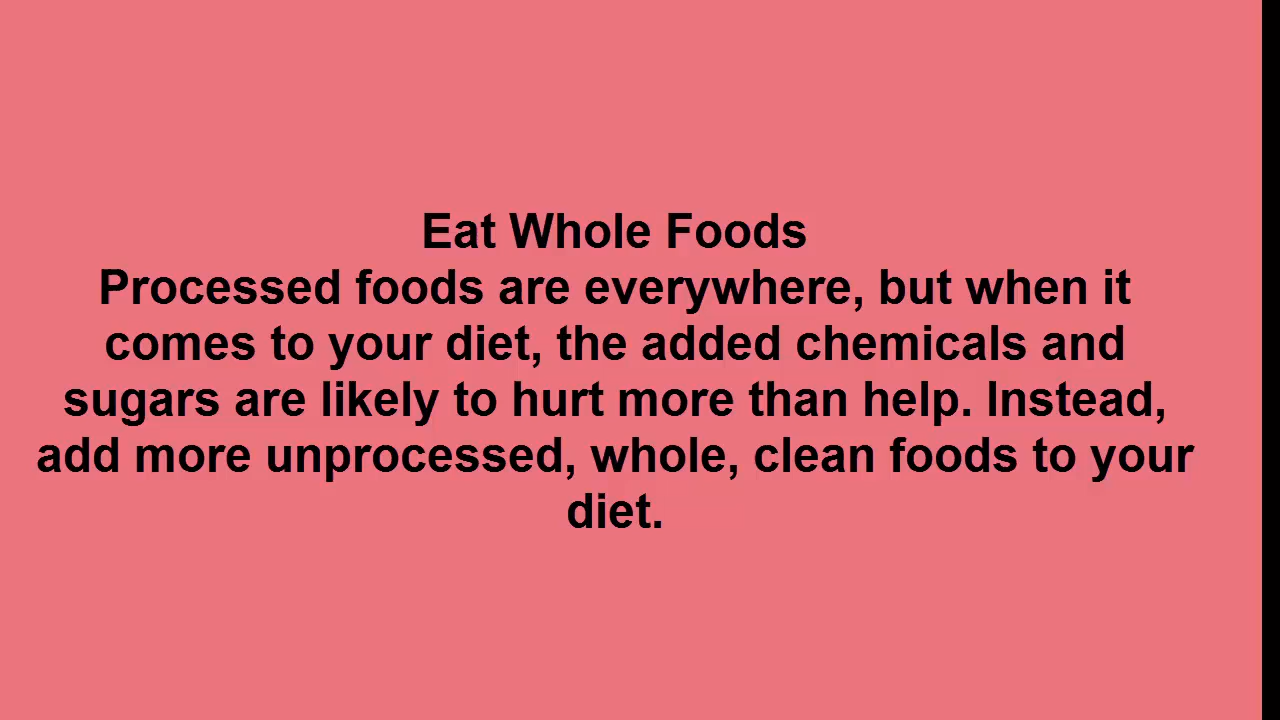 Eat Whole Foods
Processed foods are everywhere, but when it
comes to your diet, the added chemicals and
sugars are likely to hurt more than help. Instead,
add more unprocessed, whole, clean foods to your
diet.